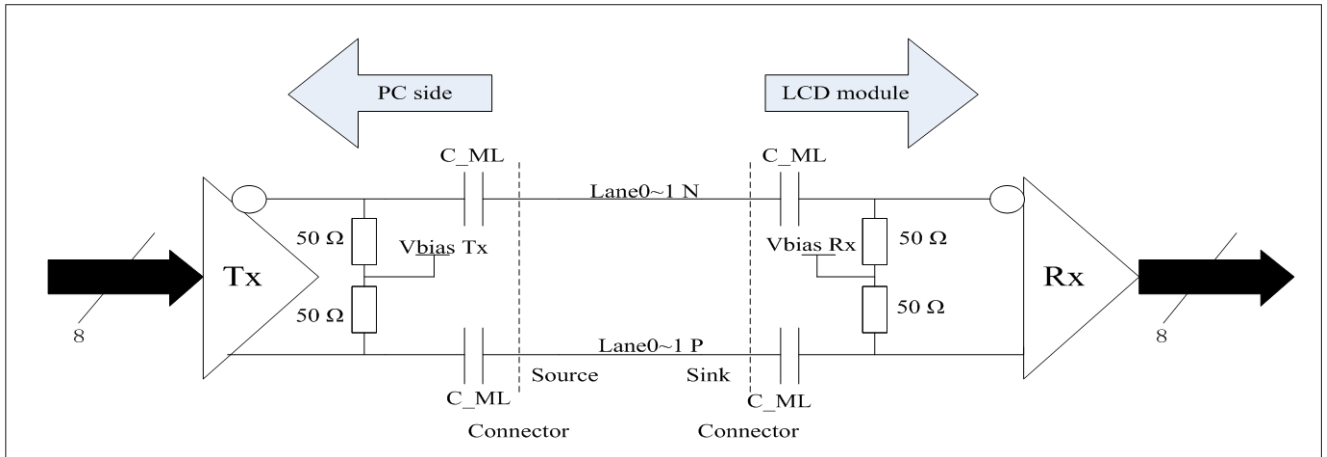 PC side
LCD module
C_ML
C_ML
Lane0~1 N
50 Ω
Vbias Tx
Vbias Rx
50 Ω
Tx
Rx
50 Ω
50 Ω
8
8
Lane0~1 P
Source
Sink
C_ML
C_ML
Connector
Connector